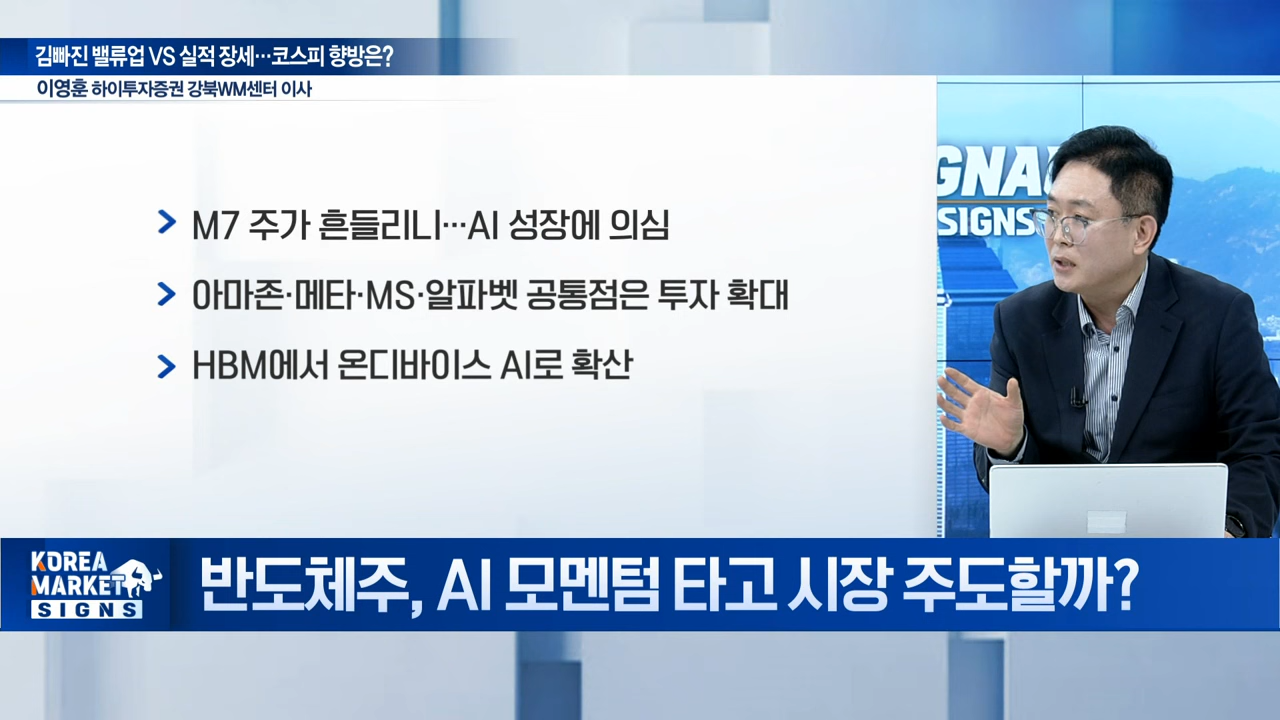 김빠진 밸류업 VS 실적 장세…코스피 향방은?
이영훈 하이투자증권 강북WM센터 이사
GNAL
SIGNS
M7 주가 흔들리니…AI 성장에 의심
아마존·메타·MS·알파벳 공통점은 투자 확대
HBM에서 온디바이스 AI로 확산
KOREA
MARKET
SIGNS
반도체주, AI 모멘텀 타고 시장 주도할까?